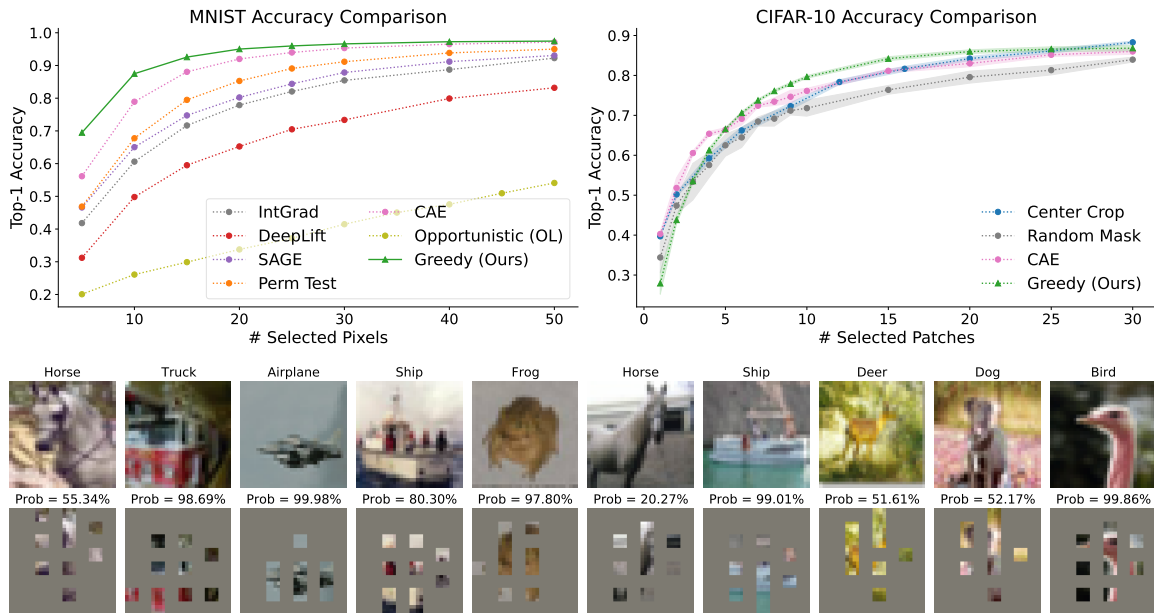 MNIST Accuracy Comparison
Top-1 Accuracy
1.0
0.9
0.8
0.7
0.6
0.5
0.4
0.3
0.2
10
20
30
40
50
# Selected Pixels
IntGrad
DeepLift
SAGE
Perm Test
CAE
Opportunistic (OL)
Greedy (Ours)
CIFAR-10 Accuracy Comparison
Top-1 Accuracy
0.9
0.8
0.7
0.6
0.5
0.4
0.3
0
5
10
15
20
25
30
# Selected Patches
Center Crop
Random Mask
CAE
Greedy (Ours)
Horse
Truck
Airplane
Ship
Frog
Horse
Ship
Deer
Dog
Bird
Prob = 55.34%
Prob = 98.69%
Prob = 99.98%
Prob = 80.30%
Prob = 97.80%
Prob = 20.27%
Prob = 99.01%
Prob = 51.61%
Prob = 52.17%
Prob = 99.86%